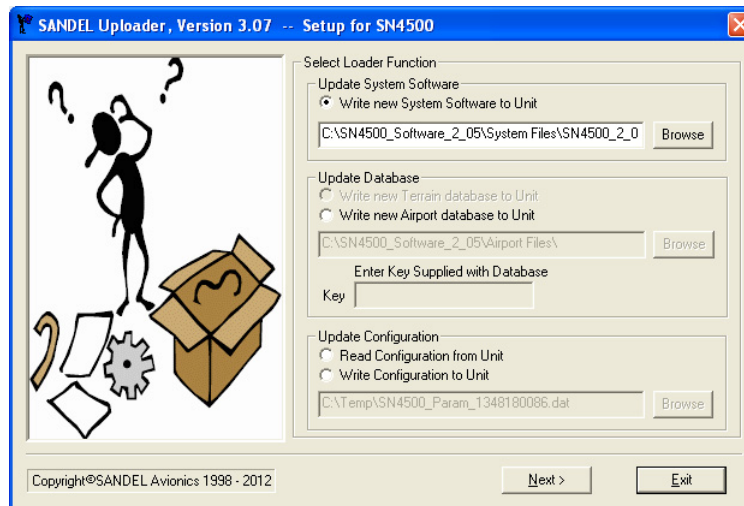 SANDEL Uploader, Version 3.07 -- Setup for SN4500
Select Loader Function
Update System Software
Write new System Software to Unit
C:\SN4500_Software_2_05\System Files\SN4500_2_0
Browse
Update Database
Write new Terrain database to Unit
Write new Airport database to Unit
C:\SN4500_Software_2_05\Airport Files\
Browse
Enter Key Supplied with Database
Key
Update Configuration
Read Configuration from Unit
Write Configuration to Unit
C:\Temp\SN4500_Param_1348180086.dat
Browse
Copyright©SANDEL Avionics 1998 - 2012
Next >
Exit